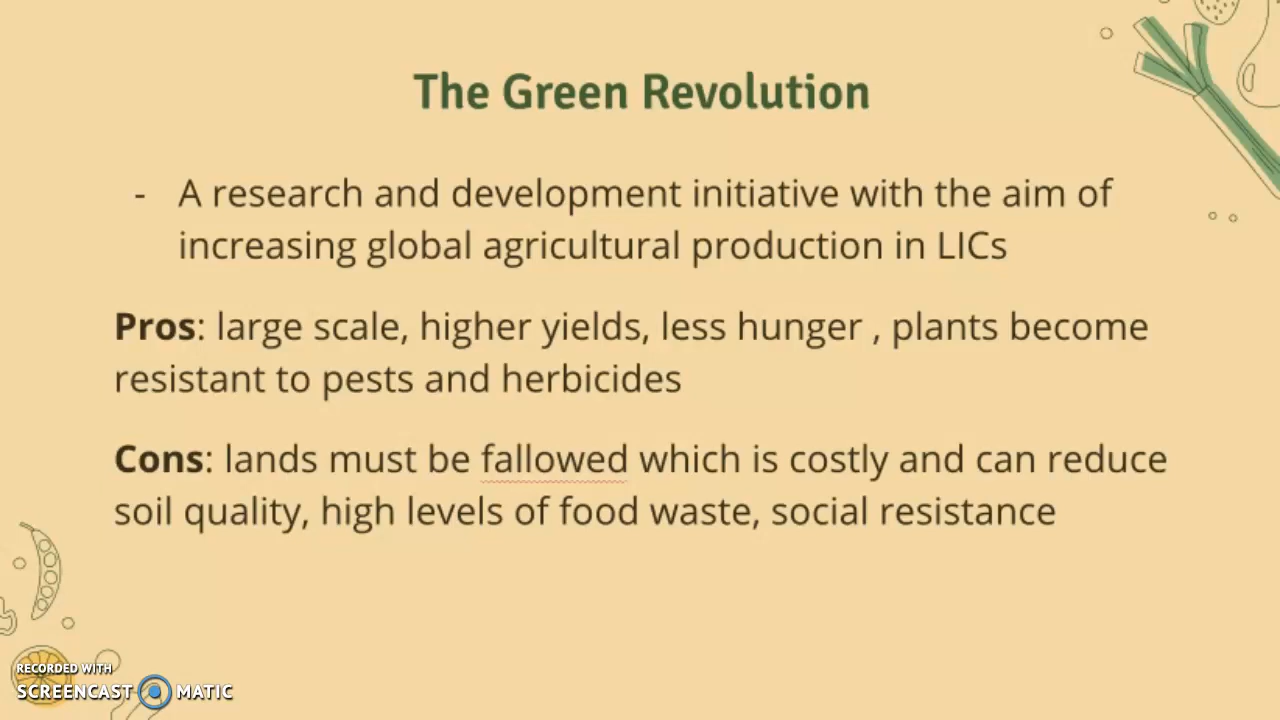 The Green Revolution
- A research and development initiative with the aim of
increasing global agricultural production in LICs
Pros: large scale, higher yields, less hunger , plants become
resistant to pests and herbicides
Cons: lands must be fallowed which is costly and can reduce
soil quality, high levels of food waste, social resistance
RECORDED WITH
SCREENCAST MATIC